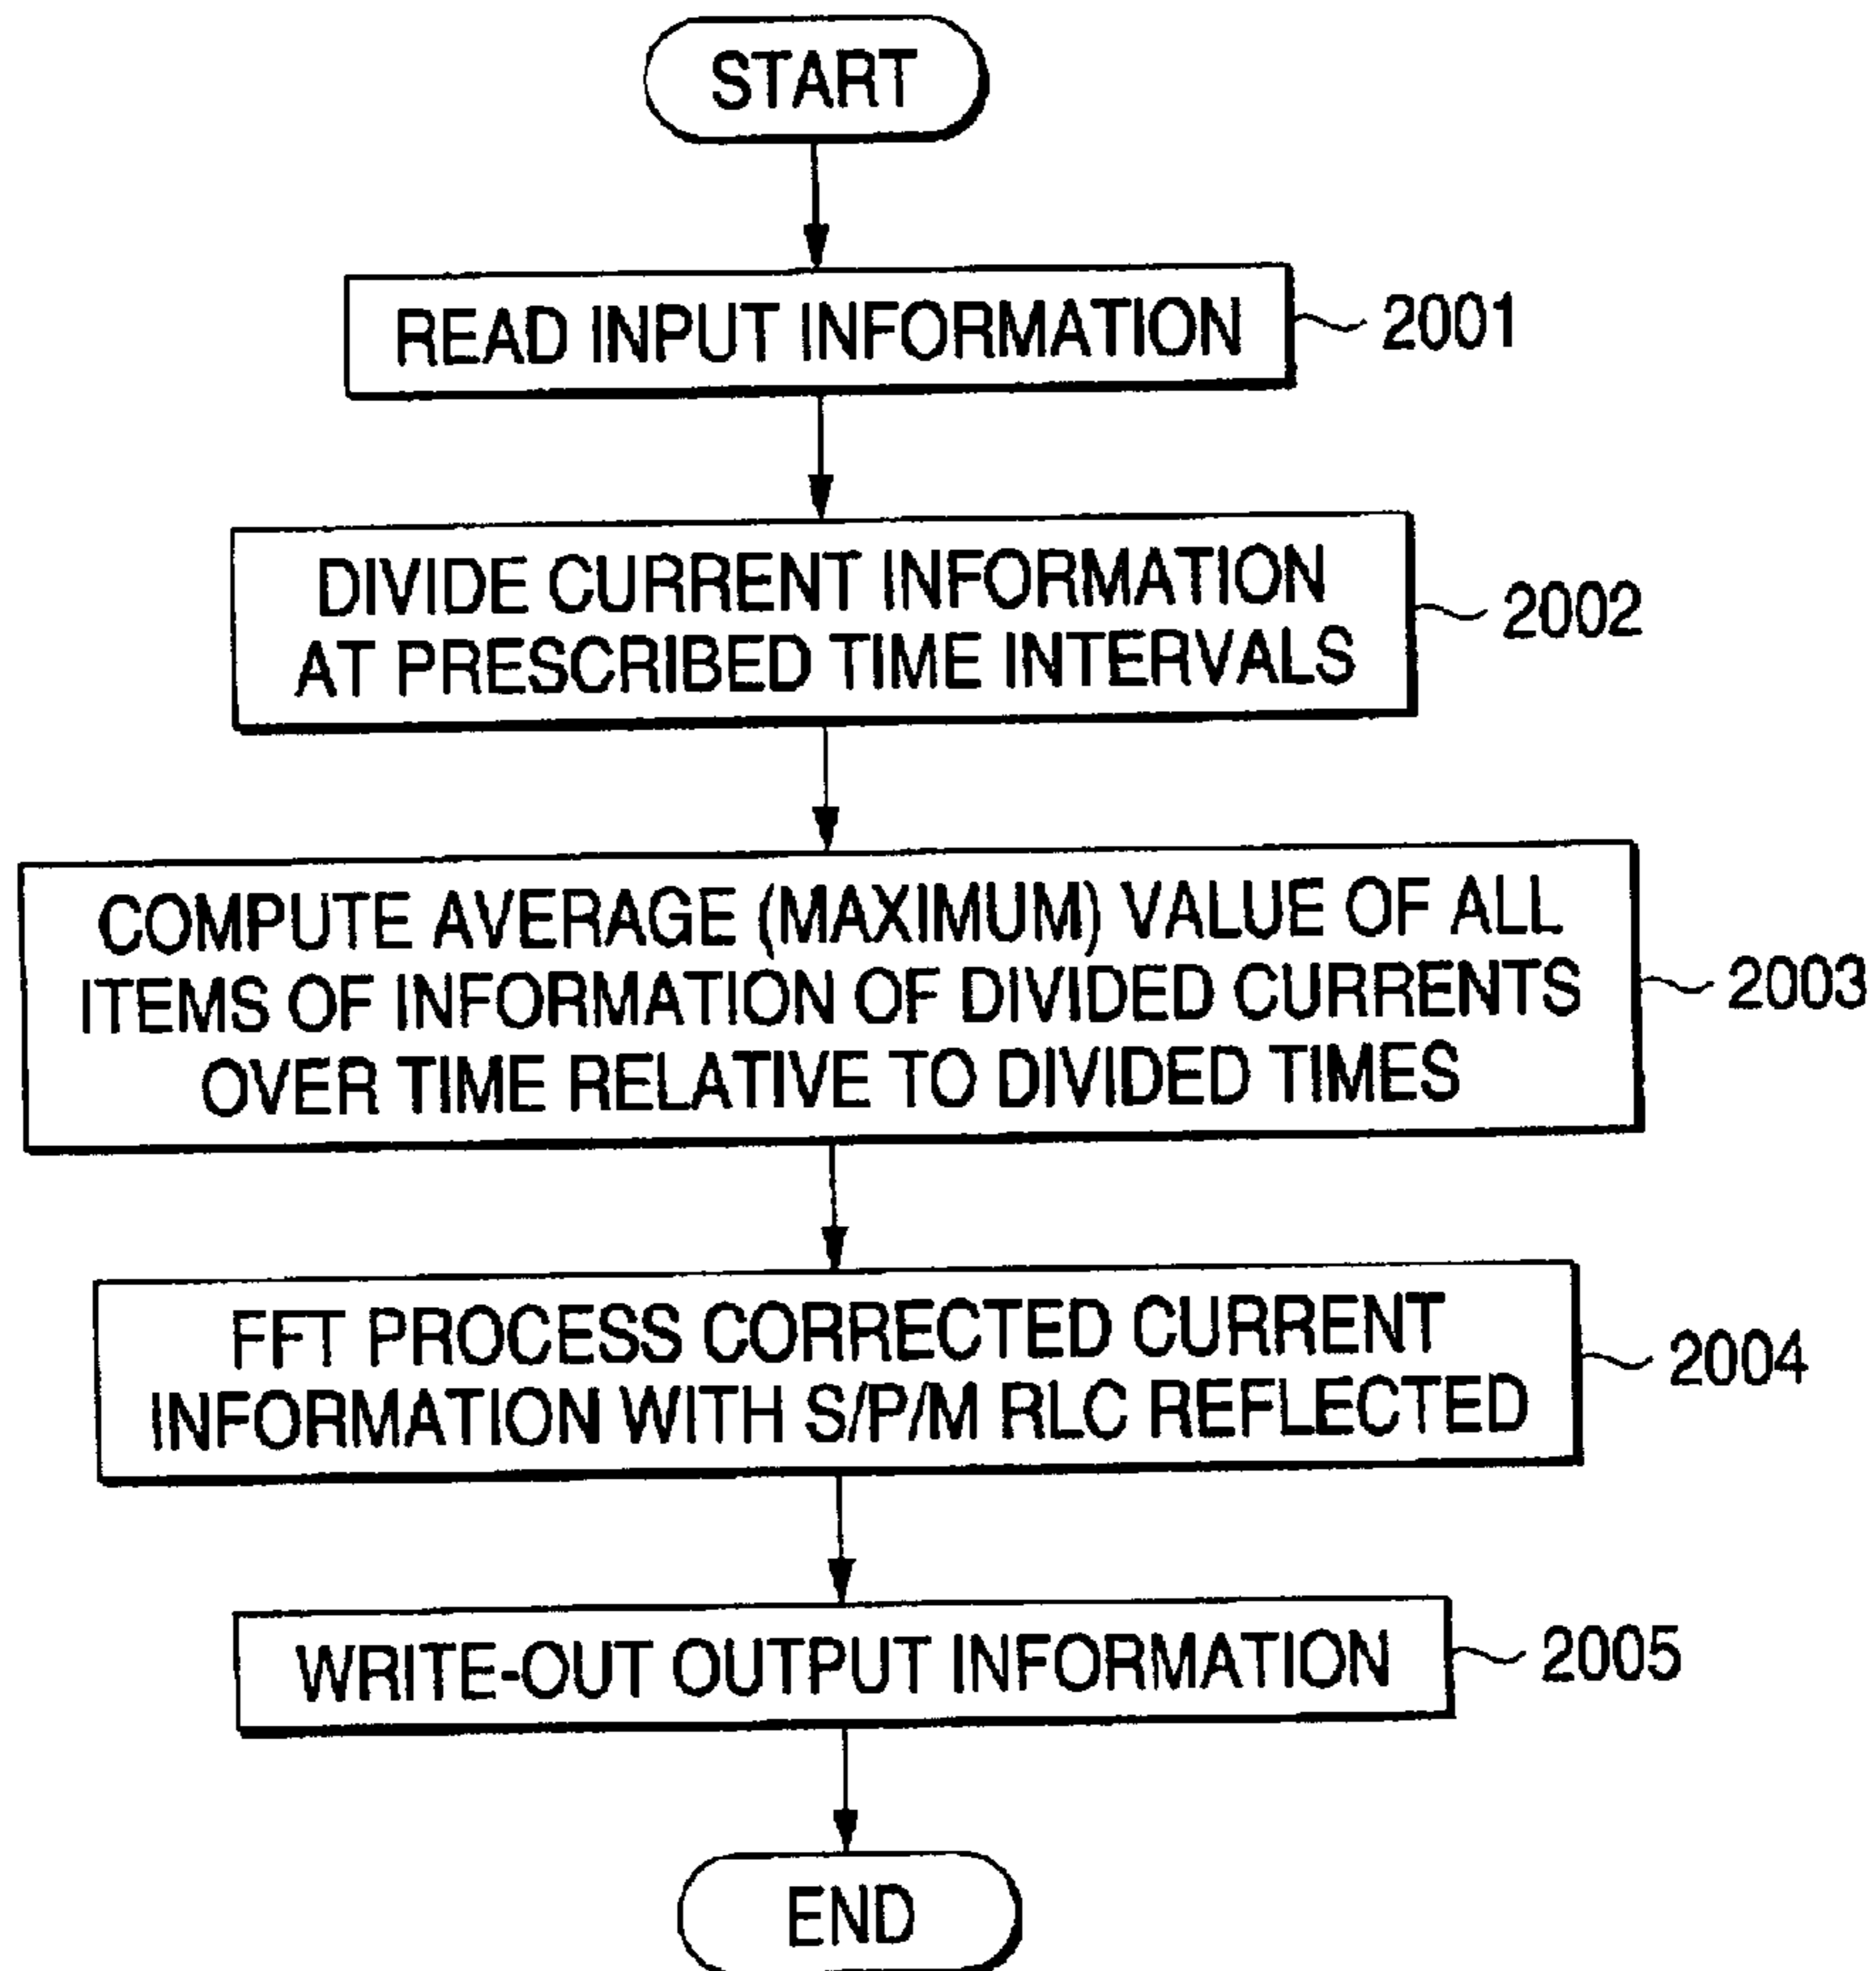 START
READ INPUT INFORMATION
2001
DIVIDE CURRENT INFORMATION
AT PRESCRIBED TIME INTERVALS
2002
COMPUTE AVERAGE (MAXIMUM) VALUE OF ALL
ITEMS OF INFORMATION OF DIVIDED CURRENTS
OVER TIME RELATIVE TO DIVIDED TIMES
2003
FFT PROCESS CORRECTED CURRENT
INFORMATION WITH S/P/M RLC REFLECTED
2004
WRITE-OUT OUTPUT INFORMATION
2005
END